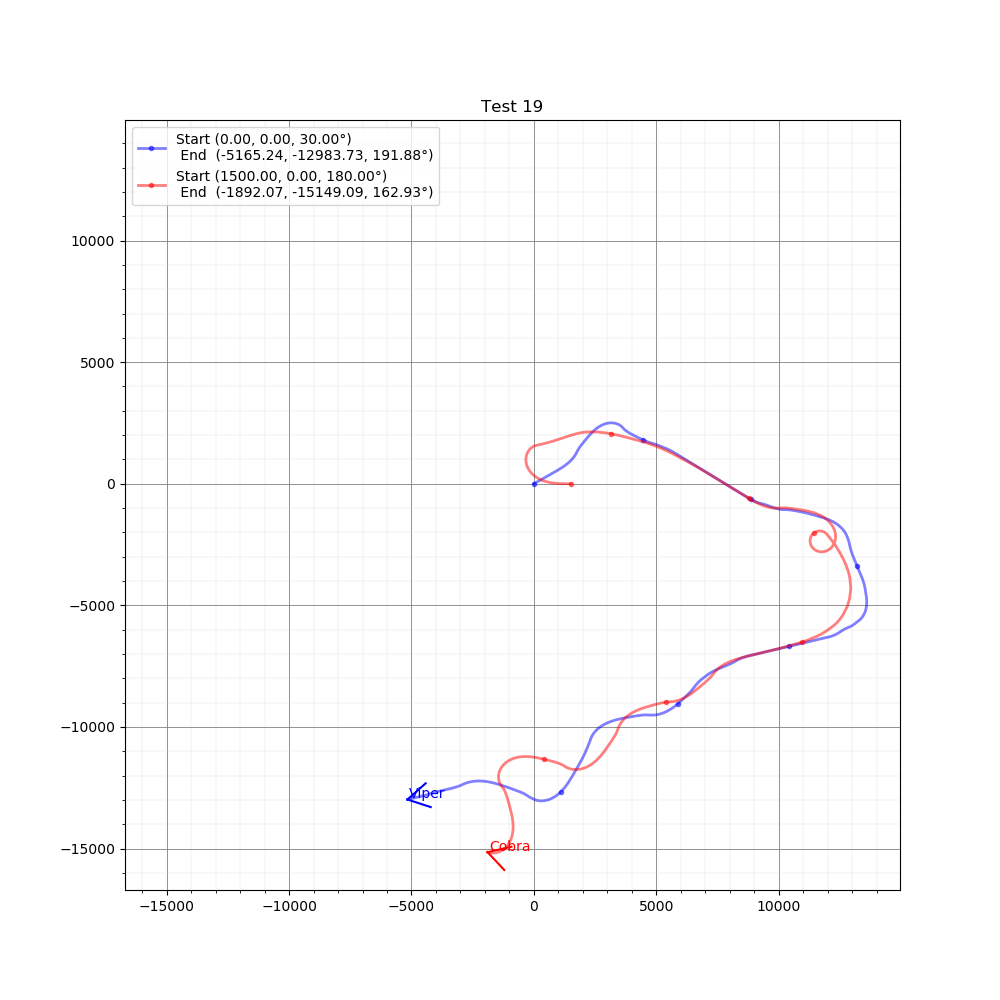 Test 19
Start (0.00, 0.00, 30.00°)
End  (-5165.24, -12983.73, 191.88°)
Start (1500.00, 0.00, 180.00°)
End  (-1892.07, -15149.09, 162.93°)
10000
5000
0
−5000
−10000
−15000
Viper
Cobra
−15000 −10000 −5000 0 5000 10000